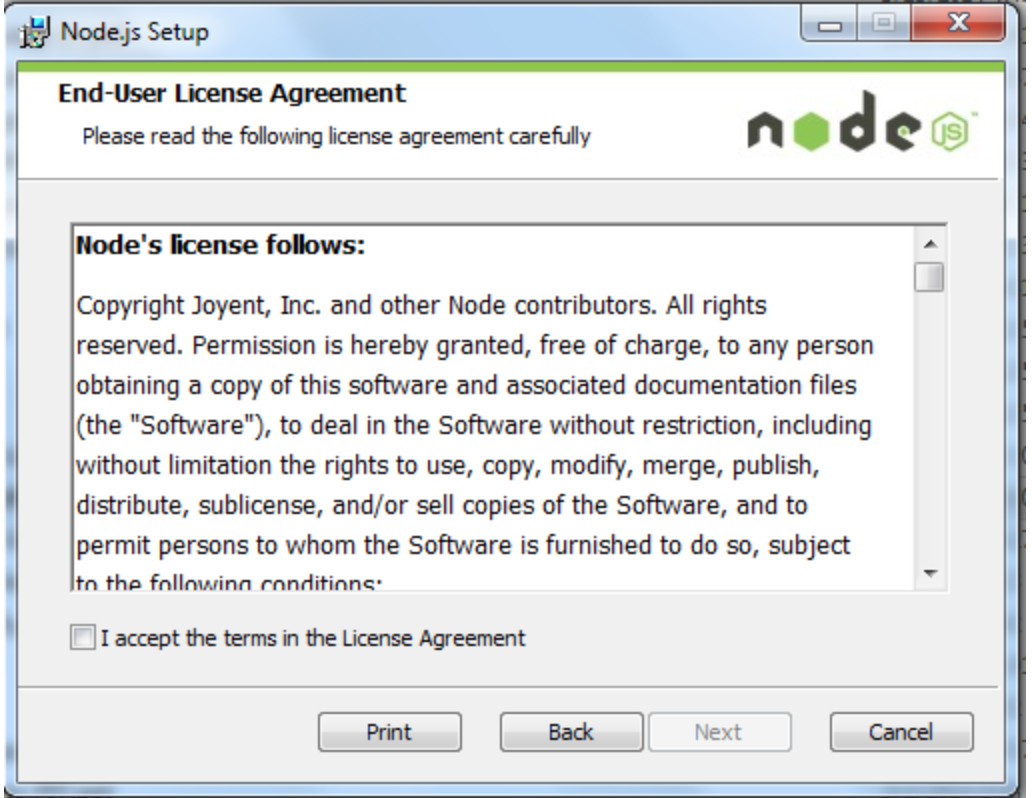 Node.js Setup
End-User License Agreement
Please read the following license agreement carefully
node JS ™
Node's license follows:
Copyright Joyent, Inc. and other Node contributors. All rights
reserved. Permission is hereby granted, free of charge, to any person
obtaining a copy of this software and associated documentation files
(the "Software"), to deal in the Software without restriction, including
without limitation the rights to use, copy, modify, merge, publish,
distribute, sublicense, and/or sell copies of the Software, and to
permit persons to whom the Software is furnished to do so, subject
to the following conditions:
I accept the terms in the License Agreement
Print Back Next Cancel